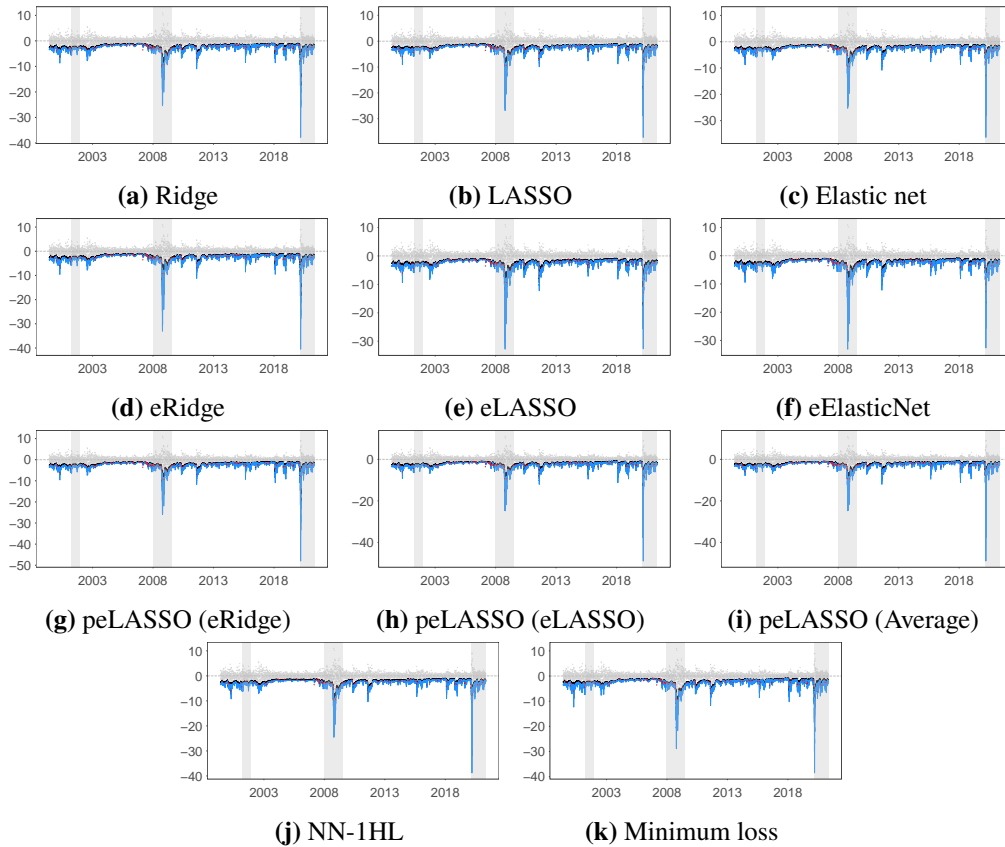 10
0
−10
−20
−30
−40
2003 2008 2013 2018
(a) Ridge
10
0
−10
−20
−30
2003 2008 2013 2018
(b) LASSO
10
0
−10
−20
−30
2003 2008 2013 2018
(c) Elastic net
10
0
−10
−20
−30
−40
2003 2008 2013 2018
(d) eRidge
10
0
−10
−20
−30
2003 2008 2013 2018
(e) eLASSO
10
0
−10
−20
−30
2003 2008 2013 2018
(f) eElasticNet
10
0
−10
−20
−30
−40
−50
2003 2008 2013 2018
(g) peLASSO (eRidge)
10
0
−10
−20
−30
−40
2003 2008 2013 2018
(h) peLASSO (eLASSO)
10
0
−10
−20
−30
−40
2003 2008 2013 2018
(i) peLASSO (Average)
10
0
−10
−20
−30
−40
2003 2008 2013 2018
(j) NN-1HL
10
0
−10
−20
−30
−40
2003 2008 2013 2018
(k) Minimum loss